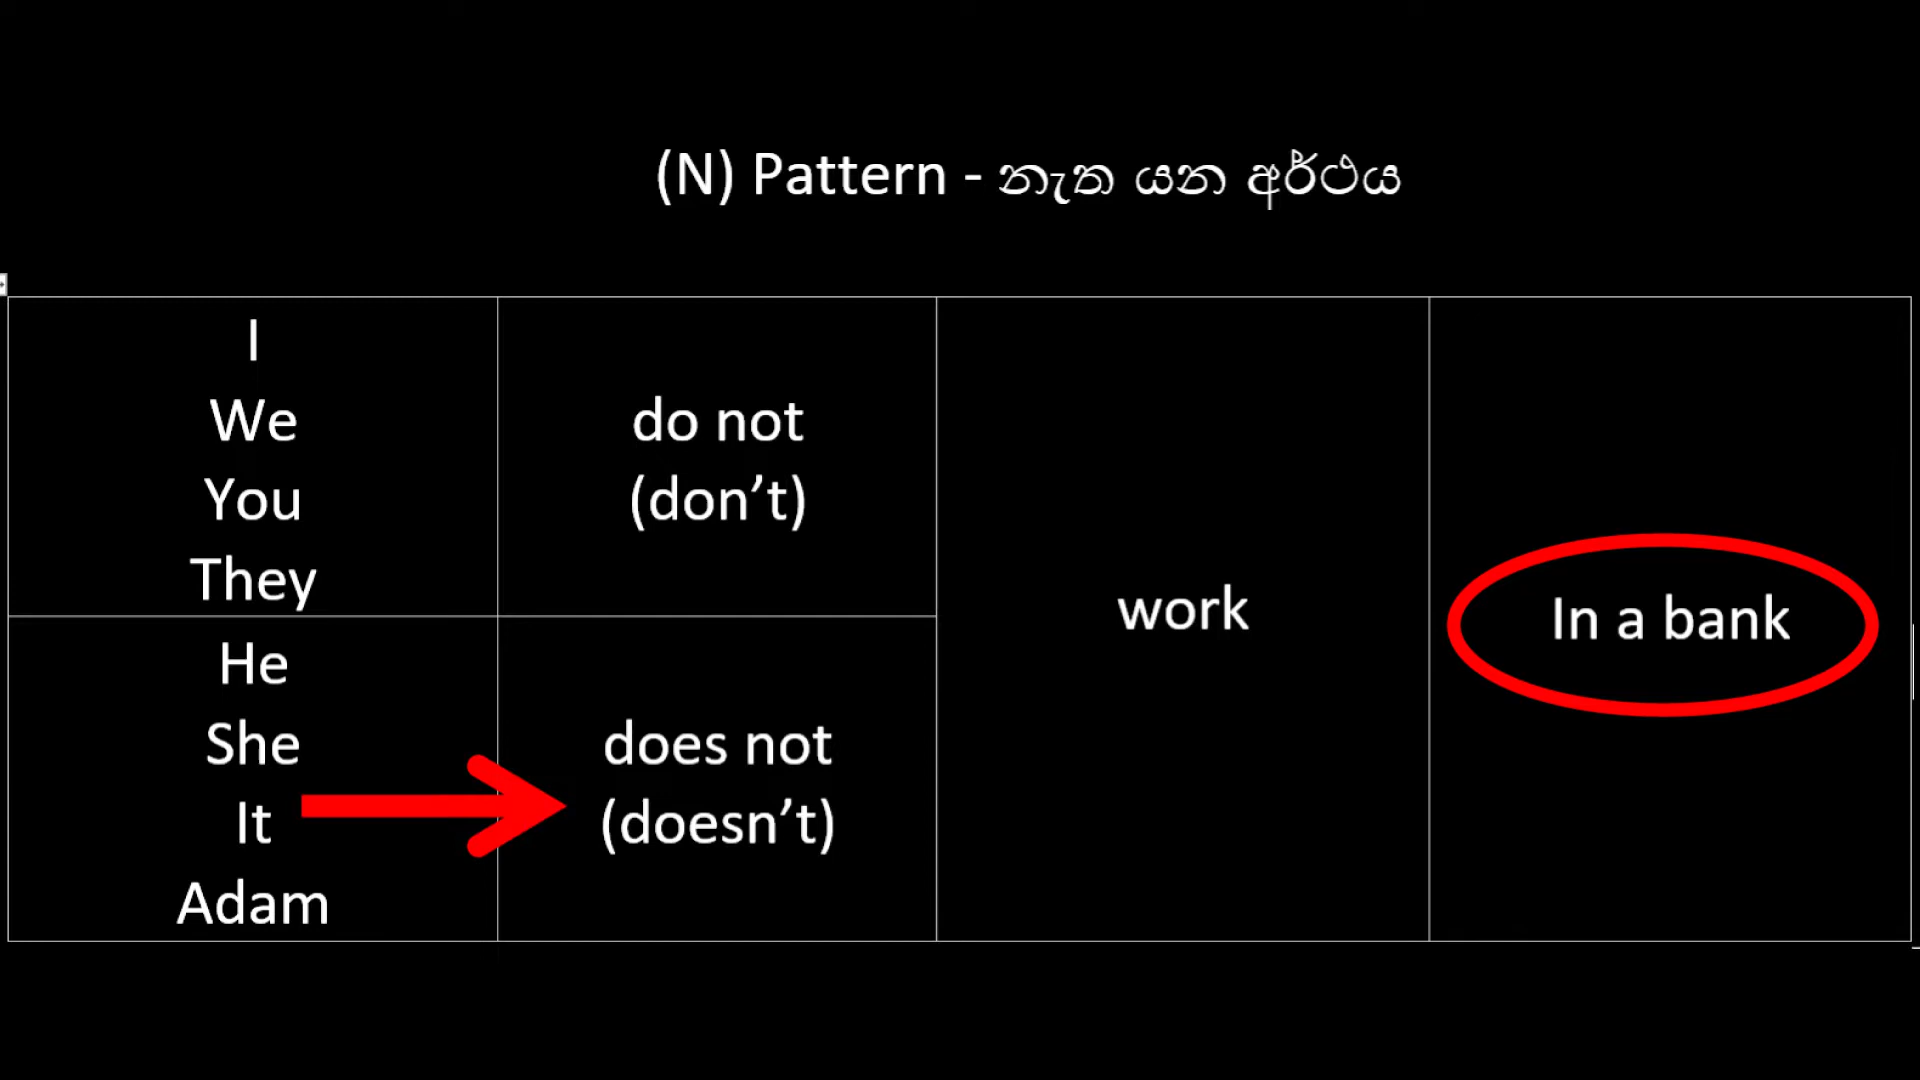 (N) Pattern - නැත යන අර්ථය
I
We
You
They
do not
(don’t)
He
She
It
Adam
does not
(doesn’t)
work
In a bank